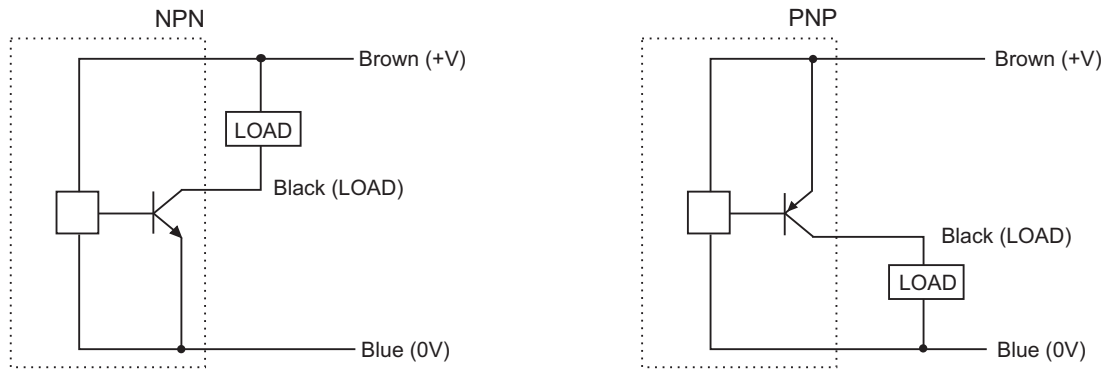 NPN
Brown (+V)
LOAD
Black (LOAD)
Blue (0V)
PNP
Brown (+V)
Black (LOAD)
LOAD
Blue (0V)